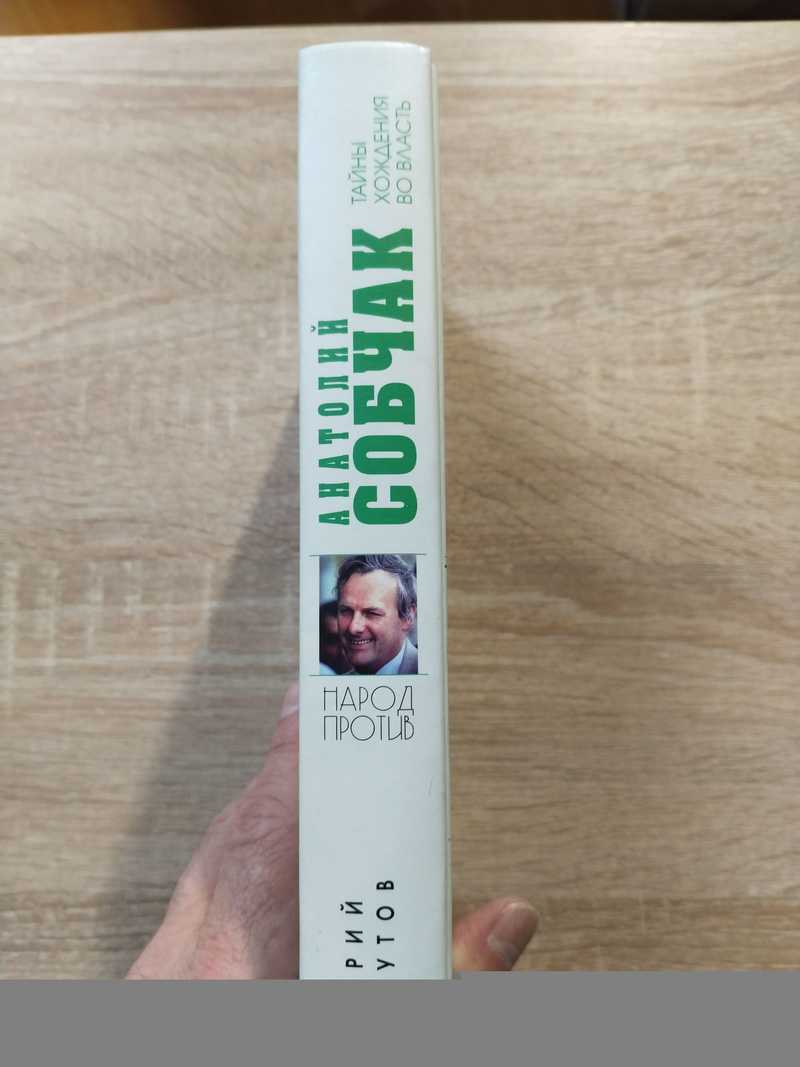 РИЙ
УТОВ
НАРОД
ПРОТИВ
АНАТОЛИЙ
СОБЧАК
ТАЙНЫ
ХОЖДЕНИЯ
ВО ВЛАСТЬ